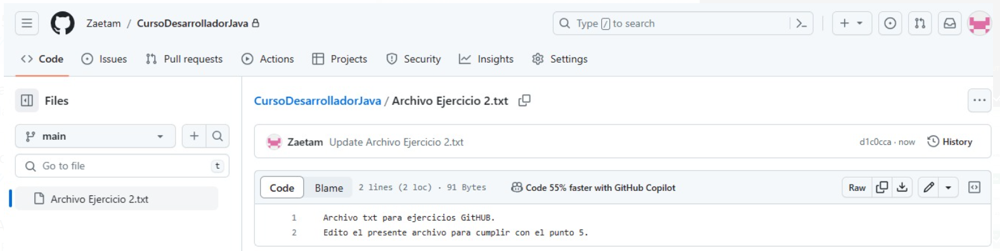 Zaetam / CursoDesarrolladorJava
Type / to search
Code Issues Pull requests Actions Projects Security Insights Settings
Files
main
Go to file t
Archivo Ejercicio 2.txt
CursoDesarrolladorJava / Archivo Ejercicio 2.txt
Zaetam Update Archivo Ejercicio 2.txt d1c0cca · now History
Code Blame 2 lines (2 loc) · 91 Bytes Code 55% faster with GitHub Copilot Raw
1 Archivo txt para ejercicios GitHUB.
2 Edito el presente archivo para cumplir con el punto 5.